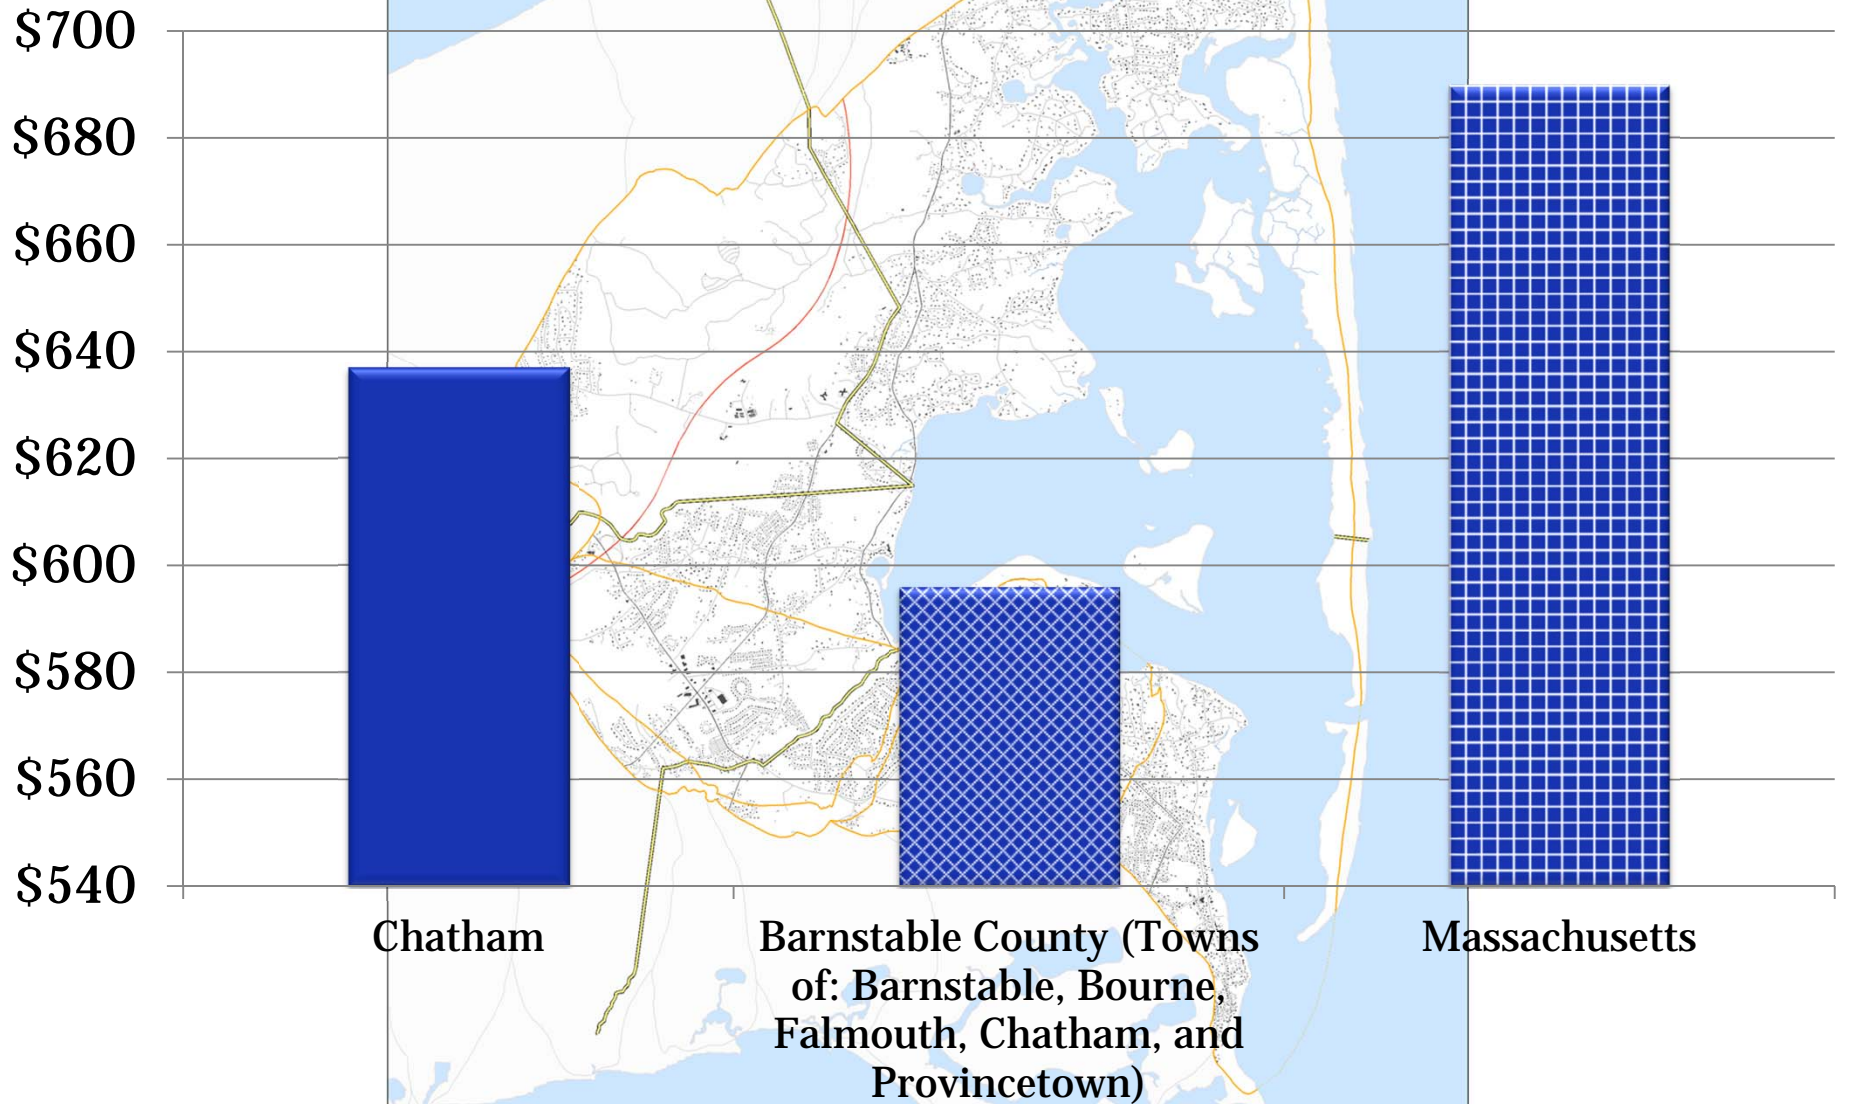 $700
$680
$660
$640
$620
$600
$580
$560
$540
Chatham
Barnstable County (Towns
of: Barnstable, Bourne,
Falmouth, Chatham, and
Provincetown)
Massachusetts